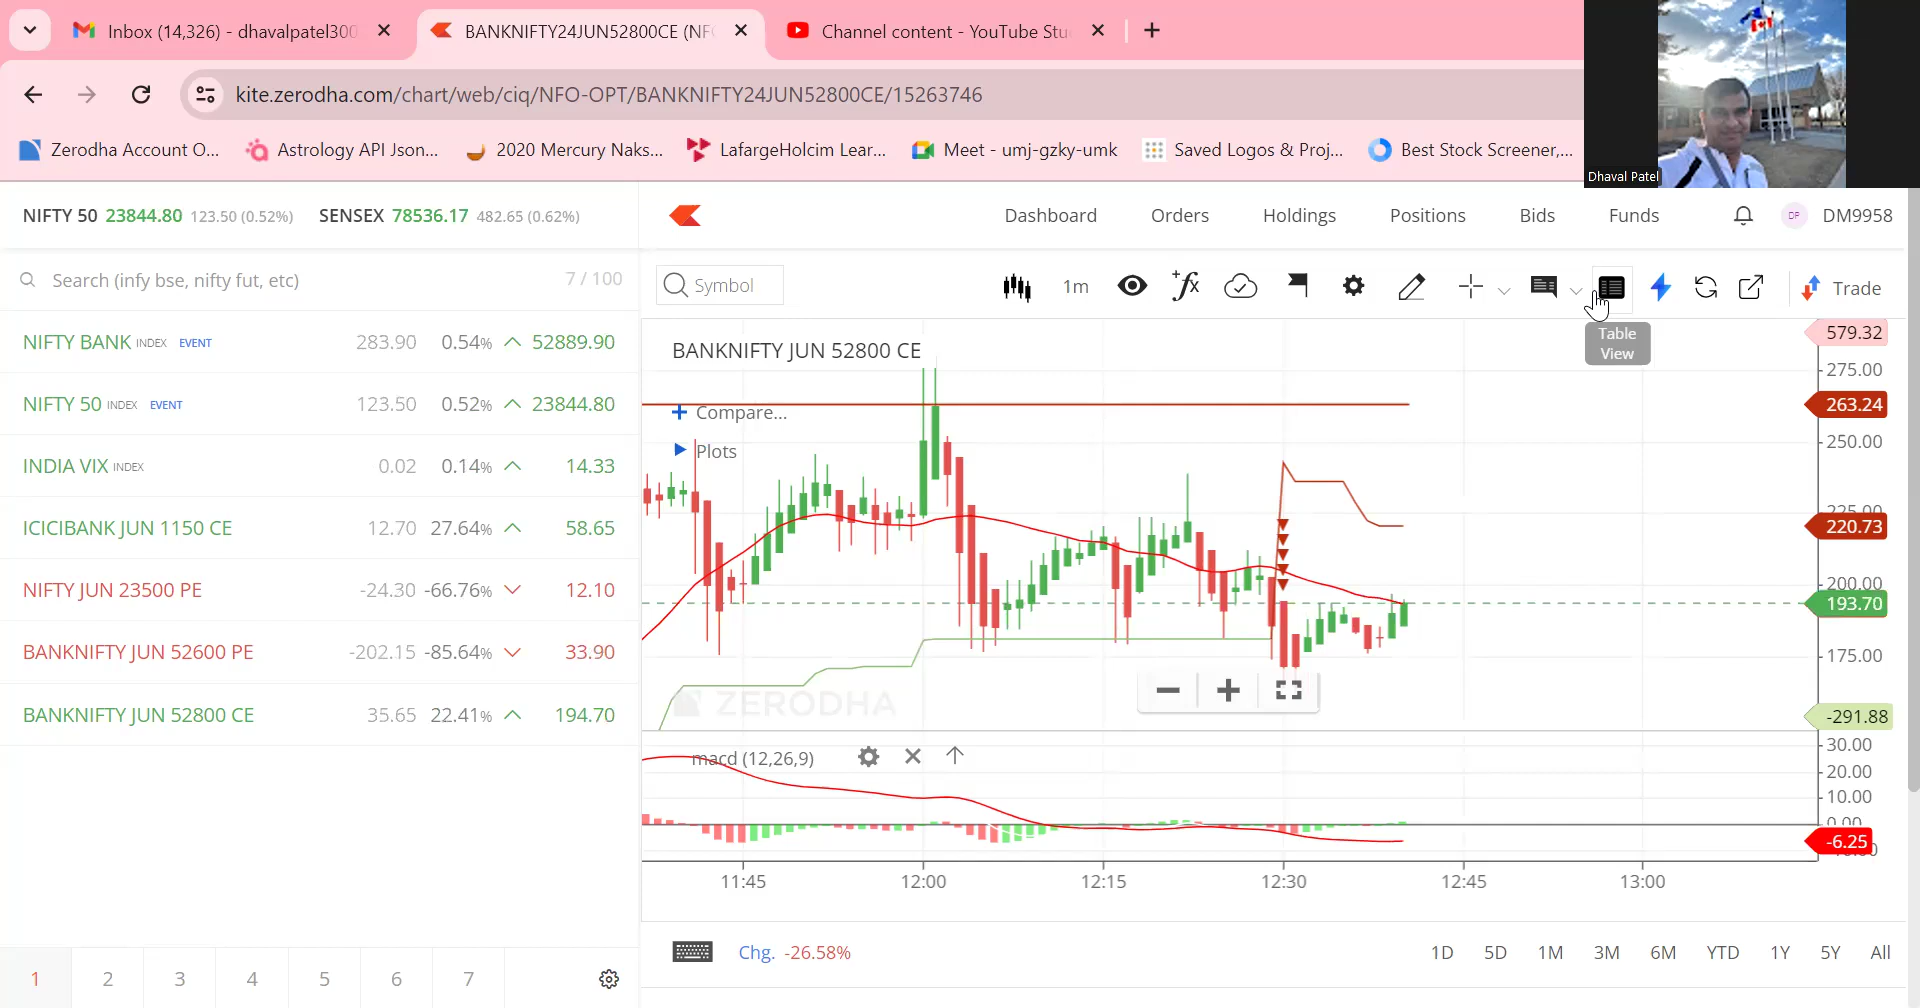 Inbox (14,326) - dhavalpatel300
BANKNIFTY24JUN52800CE (NF
Channel content - YouTube Stu
kite.zerodha.com/chart/web/ciq/NFO-OPT/BANKNIFTY24JUN52800CE/15263746
Zerodha Account O...
Astrology API Json...
2020 Mercury Naks...
LafargeHolcim Lear...
Meet - umj-gzky-umk
Saved Logos & Proj...
Best Stock Screener,...
Dhaval Patel
NIFTY 50 23844.80 123.50 (0.52%) SENSEX 78536.17 482.65 (0.62%)
Dashboard Orders Holdings Positions Bids Funds DP DM9958
Search (infy bse, nifty fut, etc) 7 / 100
Symbol 1m Trade
Table
View
NIFTY BANK INDEX EVENT 283.90 0.54% 52889.90
NIFTY 50 INDEX EVENT 123.50 0.52% 23844.80
INDIA VIX INDEX 0.02 0.14% 14.33
ICICIBANK JUN 1150 CE 12.70 27.64% 58.65
NIFTY JUN 23500 PE -24.30 -66.76% 12.10
BANKNIFTY JUN 52600 PE -202.15 -85.64% 33.90
BANKNIFTY JUN 52800 CE 35.65 22.41% 194.70
BANKNIFTY JUN 52800 CE
Compare...
Plots
ZERODHA
579.32
275.00
263.24
250.00
225.00
220.73
200.00
193.70
175.00
-291.88
macd (12,26,9)
30.00
20.00
10.00
0.00
-6.25
11:45 12:00 12:15 12:30 12:45 13:00
Chg. -26.58%
1D 5D 1M 3M 6M YTD 1Y 5Y All
1 2 3 4 5 6 7